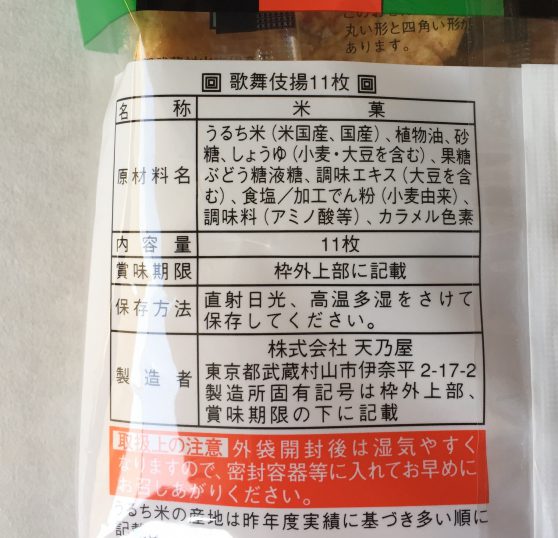 丸い形と四角い形が
あります。
回 歌舞伎揚11枚 回
名称 米菓
原材料名 うるち米（米国産、国産）、植物油、砂
糖、しょうゆ（小麦・大豆を含む）、果糖
ぶどう糖液糖、調味エキス（大豆を含
む）、食塩／加工でん粉（小麦由来）、
調味料（アミノ酸等）、カラメル色素
内容量 11枚
賞味期限 枠外上部に記載
保存方法 直射日光、高温多湿をさけて
保存してください。
製造者 株式会社 天乃屋
東京都武蔵村山市伊奈平 2-17-2
製造所固有記号は枠外上部、
賞味期限の下に記載
取扱上の注意 外袋開封後は湿気やすく
なりますので、密封容器等に入れてお早めに
お召しあがりください。
うるち米の産地は昨年度実績に基づき多い順に
記載